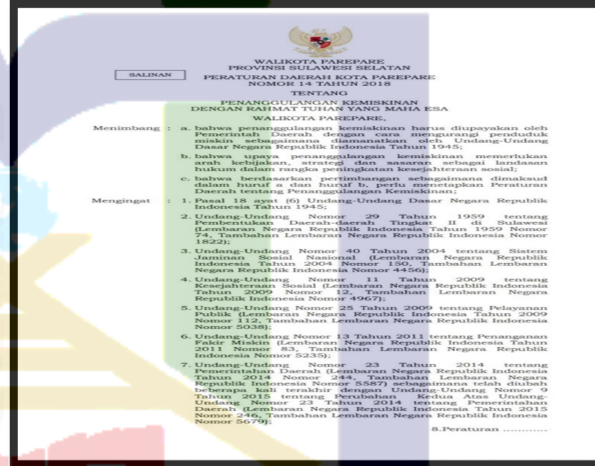 WALIKOTA PAREPARE
PROVINSI SULAWESI SELATAN
SALINAN
PERATURAN DAERAH KOTA PAREPARE
NOMOR 14 TAHUN 2018
TENTANG
PENANGGULANGAN KEMISKINAN
DENGAN RAHMAT TUHAN YANG MAHA ESA
WALIKOTA PAREPARE,
Menimbang : a. bahwa penanggulangan kemiskinan harus diupayakan oleh
Pemerintah Daerah dengan cara mengurangi penduduk
miskin sebagaimana diamanatkan oleh Undang-Undang
Dasar Negara Republik Indonesia Tahun 1945;
b. bahwa upaya penanggulangan kemiskinan memerlukan
arah kebijakan, strategi dan sasaran sebagai landasan
hukum dalam rangka peningkatan kesejahteraan sosial;
c. bahwa berdasarkan pertimbangan sebagaimana dimaksud
dalam huruf a dan huruf b, perlu menetapkan Peraturan
Daerah tentang Penanggulangan Kemiskinan;
Mengingat : 1. Pasal 18 ayat (6) Undang-Undang Dasar Negara Republik
Indonesia Tahun 1945;
2. Undang-Undang Nomor 29 Tahun 1959 tentang
Pembentukan Daerah-daerah Tingkat II di Sulawesi
(Lembaran Negara Republik Indonesia Tahun 1959 Nomor
74, Tambahan Lembaran Negara Republik Indonesia Nomor
1822);
3. Undang-Undang Nomor 40 Tahun 2004 tentang Sistem
Jaminan Sosial Nasional (Lembaran Negara Republik
Indonesia Tahun 2004 Nomor 150, Tambahan Lembaran
Negara Republik Indonesia Nomor 4456);
4. Undang-Undang Nomor 11 Tahun 2009 tentang
Kesejahteraan Sosial (Lembaran Negara Republik Indonesia
Tahun 2009 Nomor 12, Tambahan Lembaran Negara
Republik Indonesia Nomor 4967);
5. Undang-Undang Nomor 25 Tahun 2009 tentang Pelayanan
Publik (Lembaran Negara Republik Indonesia Tahun 2009
Nomor 112, Tambahan Lembaran Negara Republik Indonesia
Nomor 5038);
6. Undang-Undang Nomor 13 Tahun 2011 tentang Penanganan
Fakir Miskin (Lembaran Negara Republik Indonesia Tahun
2011 Nomor 83, Tambahan Lembaran Negara Republik
Indonesia Nomor 5235);
7. Undang-Undang Nomor 23 Tahun 2014 tentang
Pemerintahan Daerah (Lembaran Negara Republik Indonesia
Tahun 2014 Nomor 244, Tambahan Lembaran Negara
Republik Indonesia Nomor 5587) sebagaimana telah diubah
beberapa kali terakhir dengan Undang-Undang Nomor 9
Tahun 2015 tentang Perubahan Kedua Atas Undang-
Undang Nomor 23 Tahun 2014 tentang Pemerintahan
Daerah (Lembaran Negara Republik Indonesia Tahun 2015
Nomor 246, Tambahan Lembaran Negara Republik Indonesia
Nomor 5679);
8.Peraturan ...........